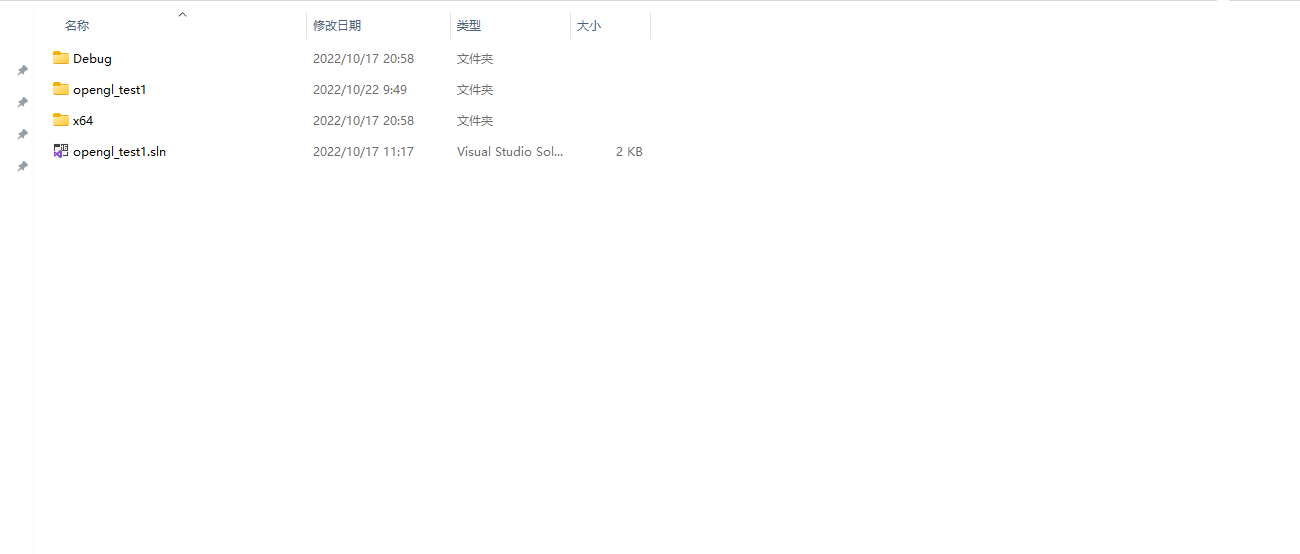 名称 修改日期 类型 大小
Debug 2022/10/17 20:58 文件夹
opengl_test1 2022/10/22 9:49 文件夹
x64 2022/10/17 20:58 文件夹
opengl_test1.sln 2022/10/17 11:17 Visual Studio Sol... 2 KB